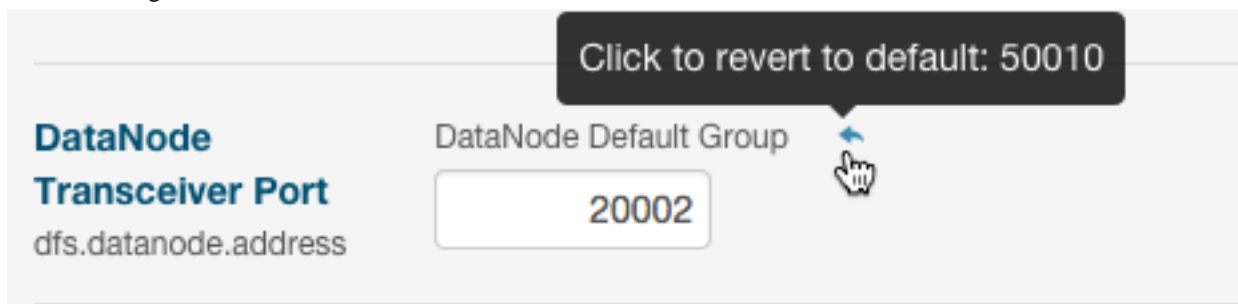 Click to revert to default: 50010
DataNode
Transceiver Port
dfs.datanode.address
DataNode Default Group
20002